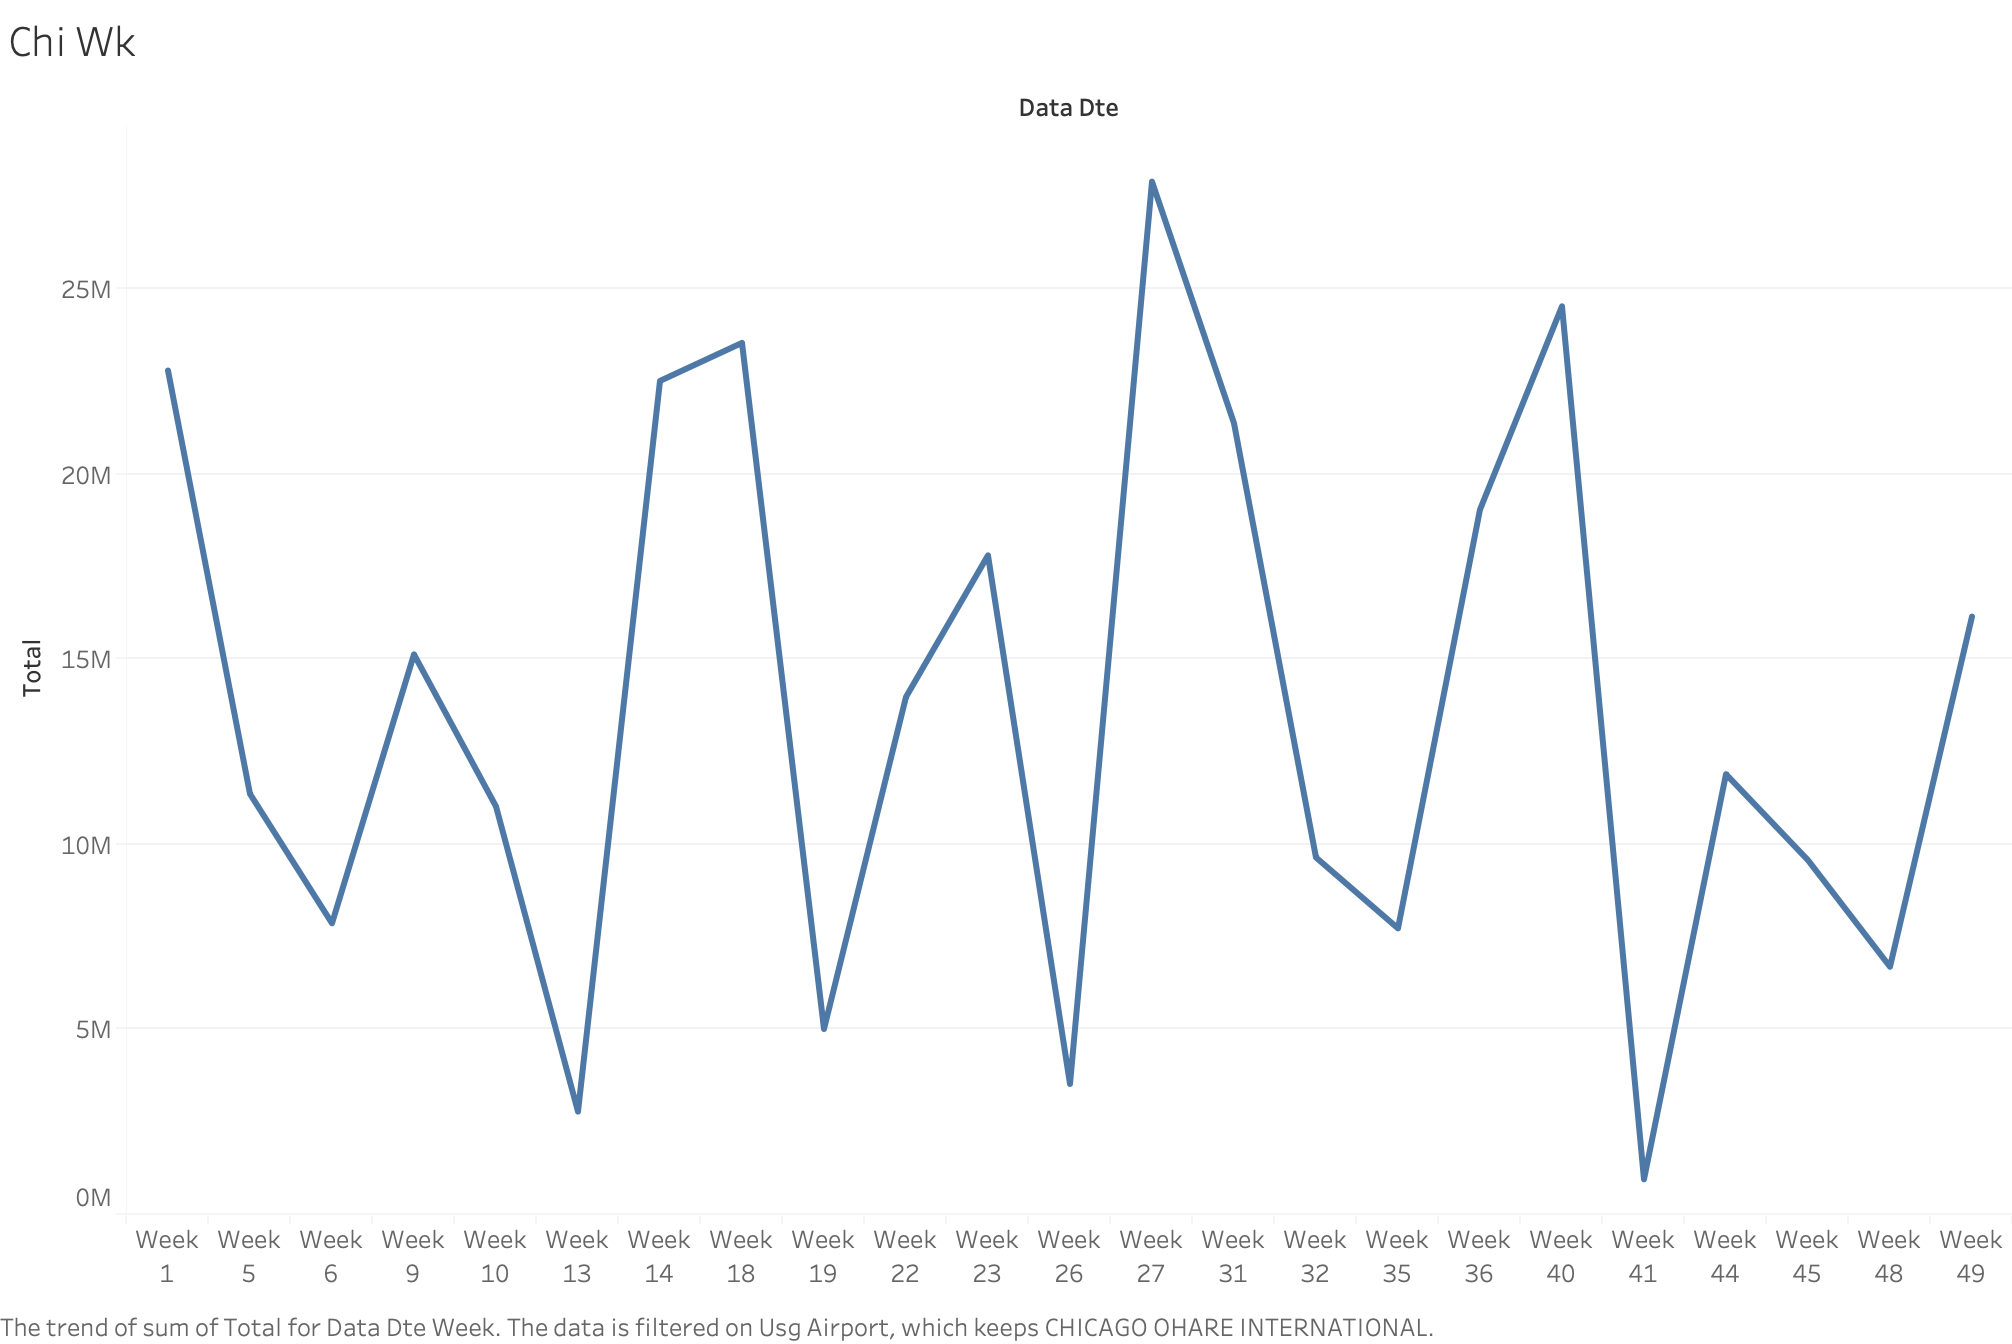 Chi Wk
Data Dte
25M
20M
15M
10M
5M
0M
Total
Week Week Week Week Week Week Week Week Week Week Week Week Week Week Week Week Week Week Week Week Week Week Week
1 5 6 9 10 13 14 18 19 22 23 26 27 31 32 35 36 40 41 44 45 48 49
The trend of sum of Total for Data Dte Week. The data is filtered on Usg Airport, which keeps CHICAGO OHARE INTERNATIONAL.